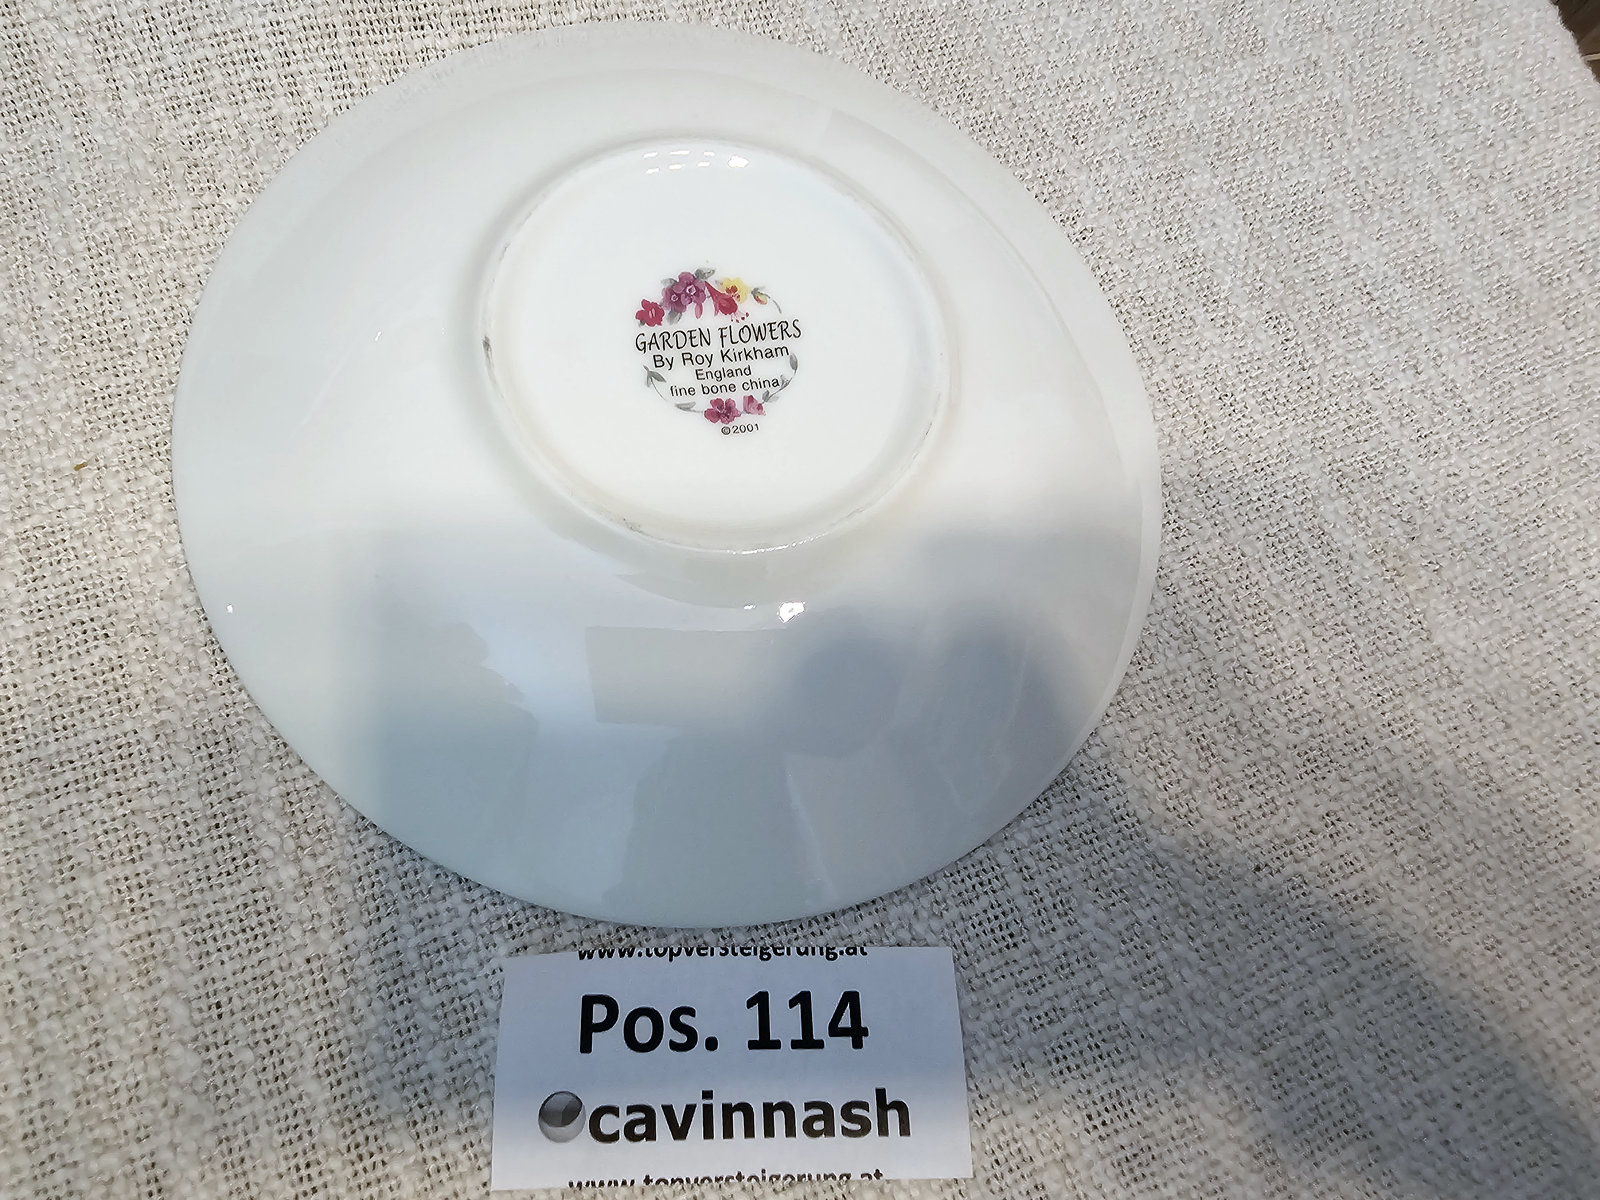 GARDEN FLOWERS
By Roy Kirkham
England
fine bone china
©2001
www.topversteigerung.at
Pos. 114
cavinnash
www.topversteigerung.at